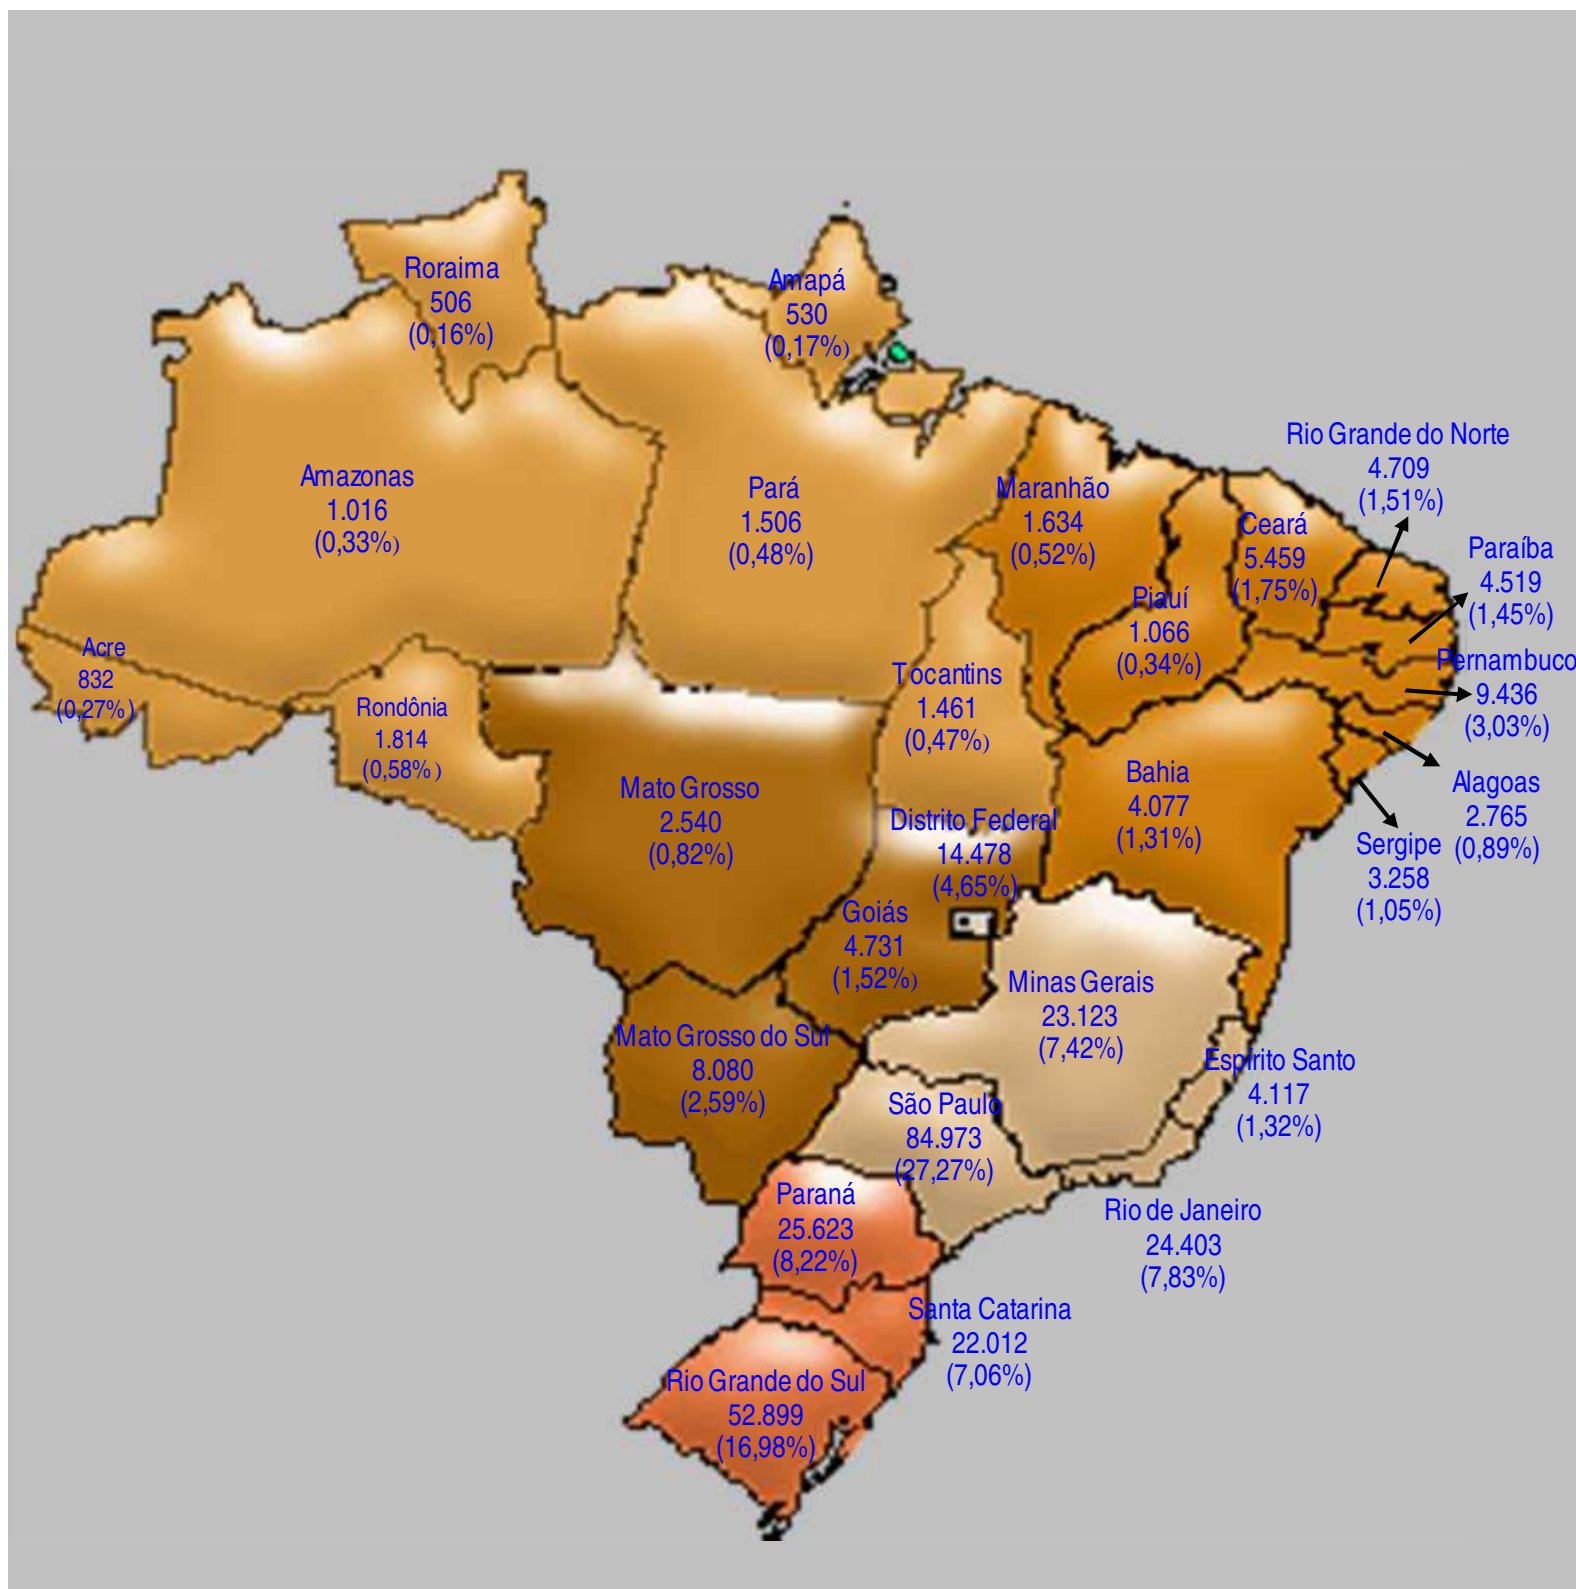 Roraima
506
(0,16%)
Amapá
530
(0,17%)
Rio Grande do Norte
4.709
(1,51%)
Amazonas
1.016
(0,33%)
Pará
1.506
(0,48%)
Maranhão
1.634
(0,52%)
Ceará
5.459
(1,75%)
Paraíba
4.519
(1,45%)
Piauí
1.066
(0,34%)
Acre
832
(0,27%)
Rondônia
1.814
(0,58%)
Tocantins
1.461
(0,47%)
Pernambuco
9.436
(3,03%)
Mato Grosso
2.540
(0,82%)
Bahia
4.077
(1,31%)
Alagoas
2.765
(0,89%)
Distrito Federal
14.478
(4,65%)
Sergipe
3.258
(1,05%)
Goiás
4.731
(1,52%)
Minas Gerais
23.123
(7,42%)
Mato Grosso do Sul
8.080
(2,59%)
Espírito Santo
4.117
(1,32%)
São Paulo
84.973
(27,27%)
Paraná
25.623
(8,22%)
Rio de Janeiro
24.403
(7,83%)
Santa Catarina
22.012
(7,06%)
Rio Grande do Sul
52.899
(16,98%)